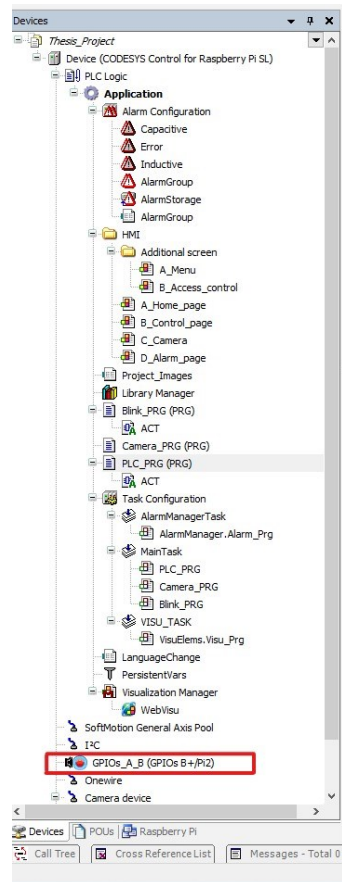 Devices
Thesis_Project
Device (CODESYS Control for Raspberry Pi SL)
PLC Logic
Application
Alarm Configuration
Capacitive
Error
Inductive
AlarmGroup
AlarmStorage
AlarmGroup
HMI
Additional screen
A_Menu
B_Access_control
A_Home_page
B_Control_page
C_Camera
D_Alarm_page
Project_Images
Library Manager
Blink_PRG (PRG)
ACT
Camera_PRG (PRG)
PLC_PRG (PRG)
ACT
Task Configuration
AlarmManagerTask
AlarmManager.Alarm_Prg
MainTask
PLC_PRG
Camera_PRG
Blink_PRG
VISU_TASK
VisuElems.Visu_Prg
LanguageChange
PersistentVars
Visualization Manager
WebVisu
SoftMotion General Axis Pool
I²C
GPIOs_A_B (GPIOs B+/Pi2)
Onewire
Camera device
Devices POUs Raspberry Pi
Call Tree Cross Reference List Messages - Total 0